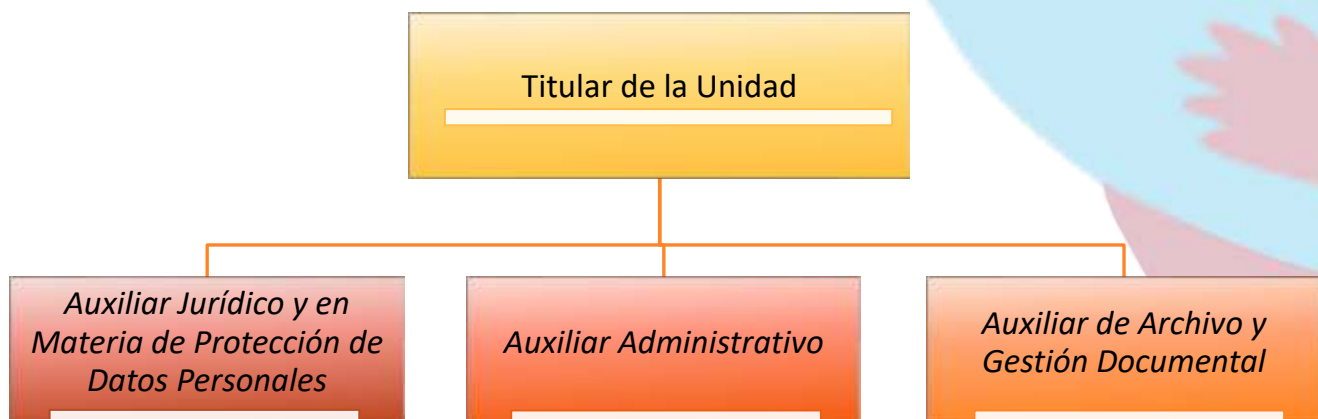 Titular de la Unidad
Auxiliar Jurídico y en
Materia de Protección de
Datos Personales
Auxiliar Administrativo
Auxiliar de Archivo y
Gestión Documental